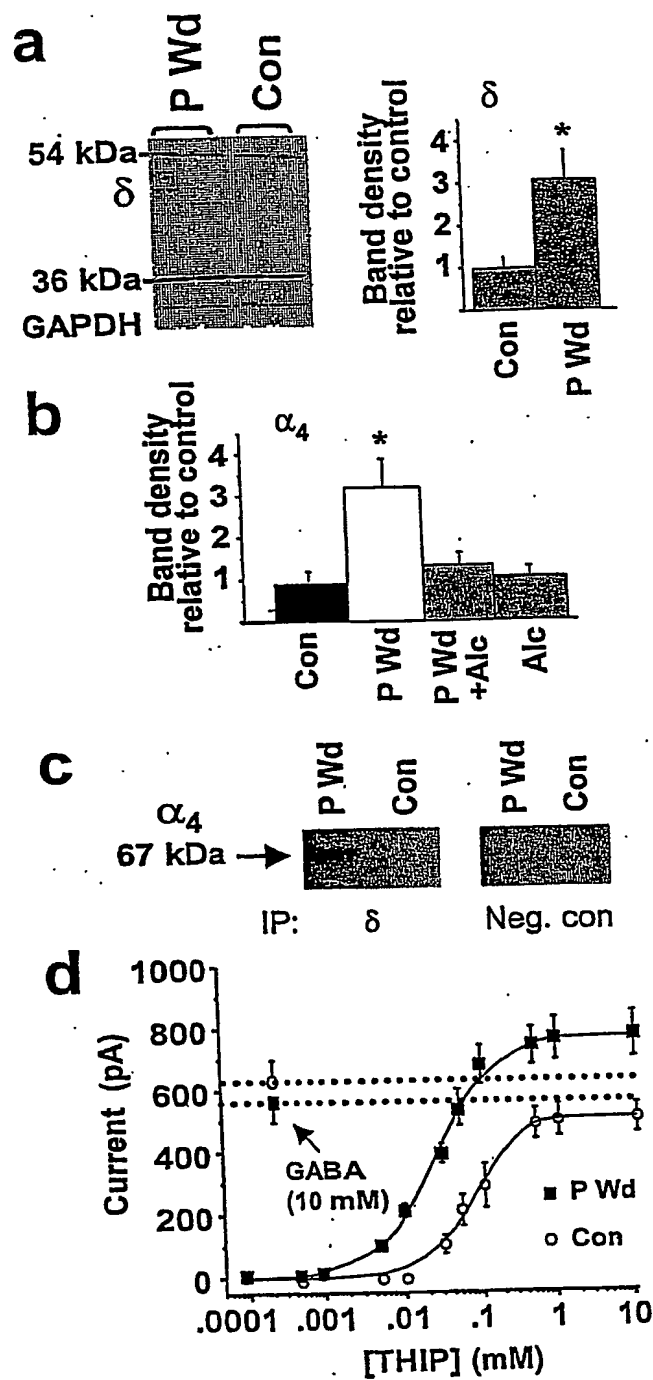 a
P Wd
Con
54 kDa
δ
36 kDa
GAPDH
δ
Band density
relative to control
4
3
2
1
*
Con
P Wd
b
α4
Band density
relative to control
4
3
2
1
*
Con
P Wd
P Wd
+Alc
Alc
c
P Wd
Con
P Wd
Con
α4
67 kDa
IP: δ
Neg. con
d
Current (pA)
1000
800
600
400
200
0
GABA
(10 mM)
P Wd
Con
.0001 .001 .01 .1 1 10
[THIP] (mM)